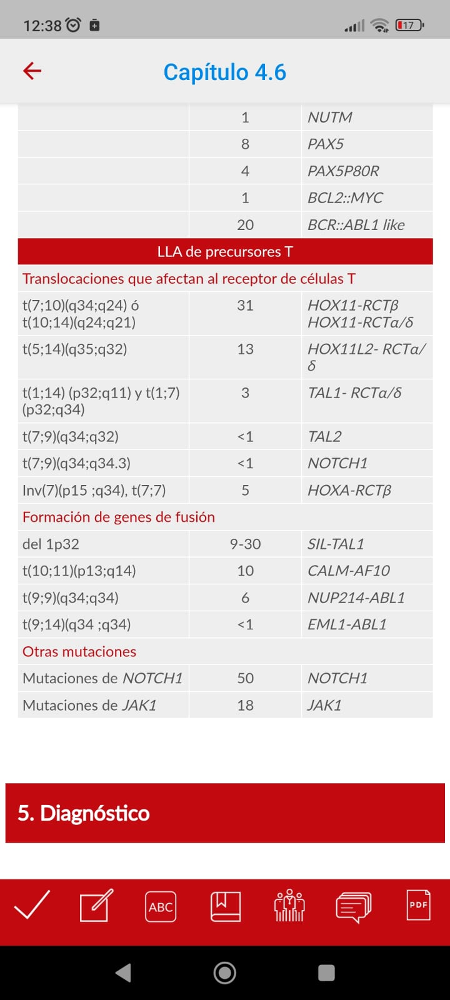 12:38
17
Capítulo 4.6
1 NUTM
8 PAX5
4 PAX5P80R
1 BCL2::MYC
20 BCR::ABL1 like
LLA de precursores T
Translocaciones que afectan al receptor de células T
t(7;10)(q34;q24) ó 31 HOX11-RCTβ
t(10;14)(q24;q21) HOX11-RCTα/δ
t(5;14)(q35;q32) 13 HOX11L2- RCTα/
δ
t(1;14) (p32;q11) y t(1;7) 3 TAL1- RCTα/δ
(p32;q34)
t(7;9)(q34;q32) <1 TAL2
t(7;9)(q34;q34.3) <1 NOTCH1
Inv(7)(p15 ;q34), t(7;7) 5 HOXA-RCTβ
Formación de genes de fusión
del 1p32 9-30 SIL-TAL1
t(10;11)(p13;q14) 10 CALM-AF10
t(9;9)(q34;q34) 6 NUP214-ABL1
t(9;14)(q34 ;q34) <1 EML1-ABL1
Otras mutaciones
Mutaciones de NOTCH1 50 NOTCH1
Mutaciones de JAK1 18 JAK1
5. Diagnóstico
ABC
PDF